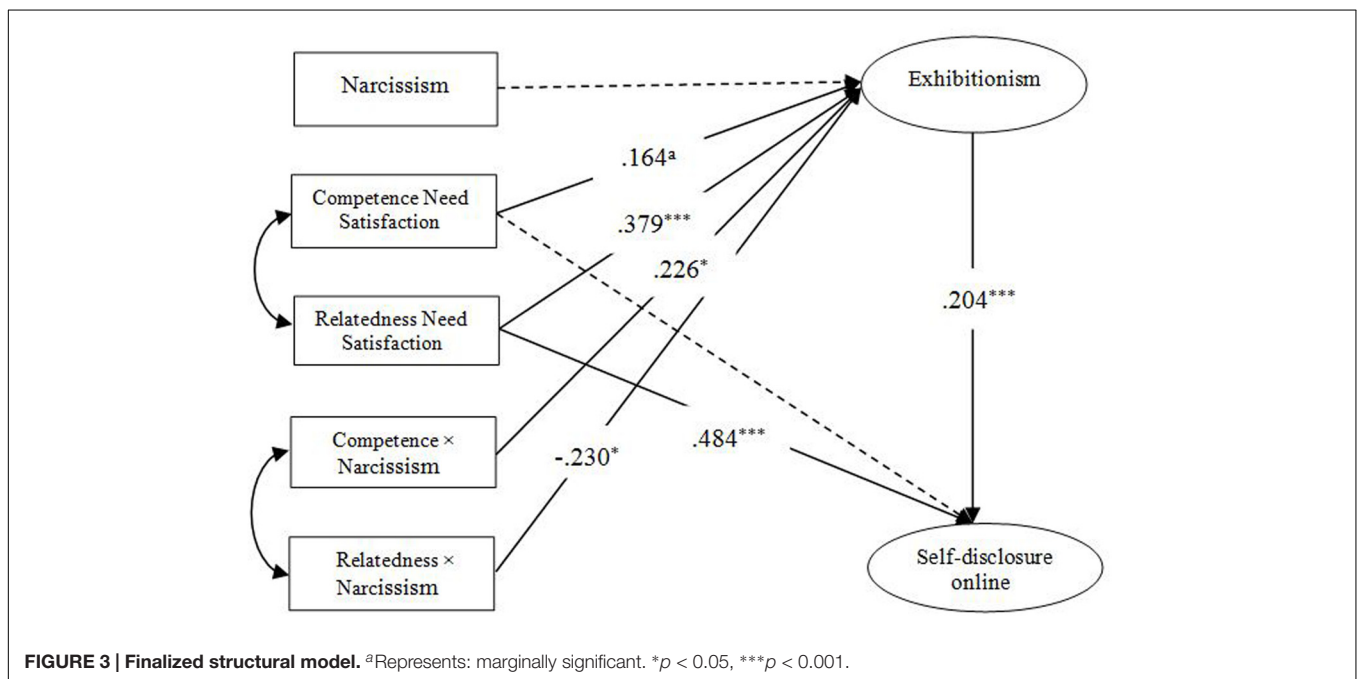 Narcissism
Exhibitionism
.164ᵃ
Competence Need
Satisfaction
.379***
.226*
.204***
Relatedness Need
Satisfaction
.484***
Competence ×
Narcissism
-.230*
Relatedness ×
Narcissism
Self-disclosure
online
FIGURE 3 | Finalized structural model. ᵃRepresents: marginally significant. *p < 0.05, ***p < 0.001.